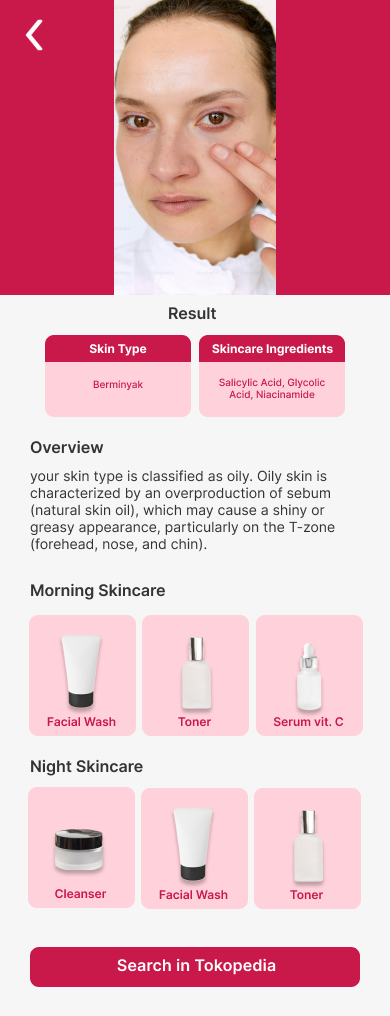 Result
Skin Type
Skincare Ingredients
Berminyak
Salicylic Acid, Glycolic
Acid, Niacinamide
Overview
your skin type is classified as oily. Oily skin is
characterized by an overproduction of sebum
(natural skin oil), which may cause a shiny or
greasy appearance, particularly on the T-zone
(forehead, nose, and chin).
Morning Skincare
Facial Wash
Toner
Serum vit. C
Night Skincare
Cleanser
Facial Wash
Toner
Search in Tokopedia